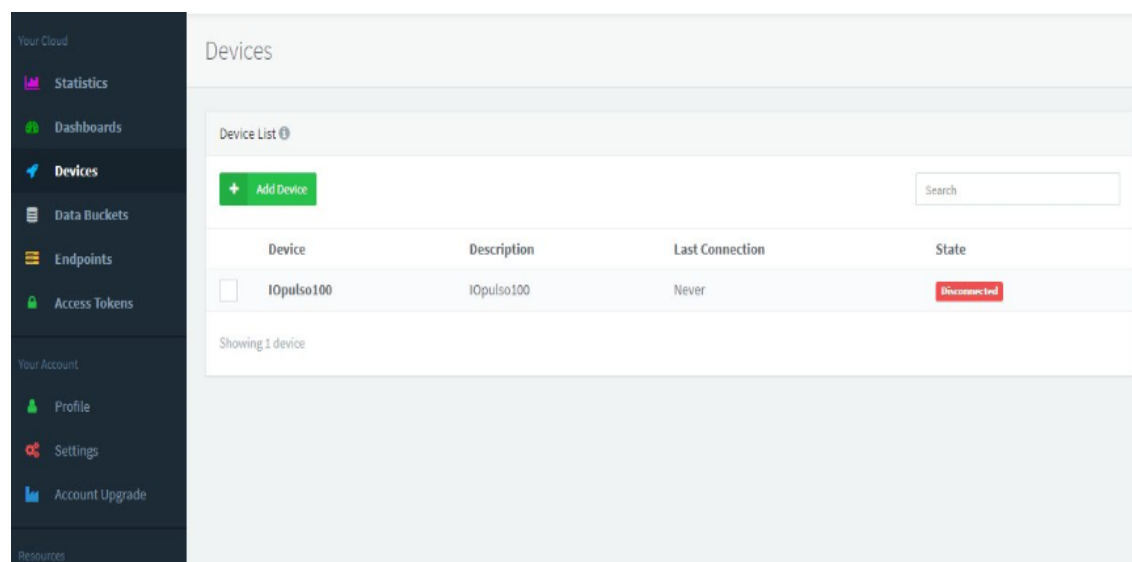 Your Cloud
Statistics
Dashboards
Devices
Data Buckets
Endpoints
Access Tokens
Your Account
Profile
Settings
Account Upgrade
Resources
Devices
Device List
+ Add Device
Search
Device Description Last Connection State
IOpulso100 IOpulso100 Never Disconnected
Showing 1 device